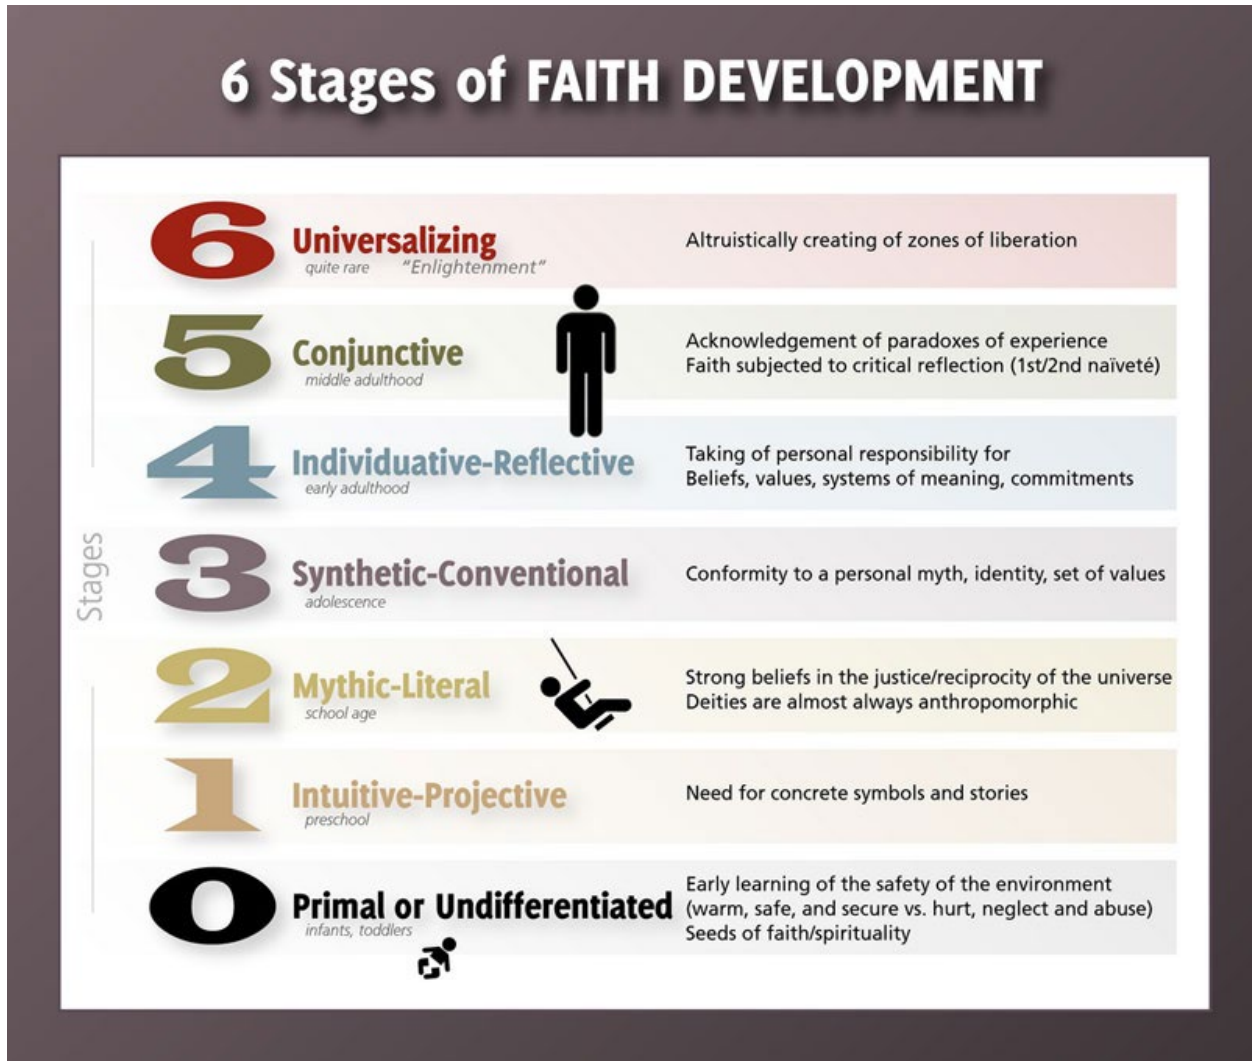 6 Stages of FAITH DEVELOPMENT
6 Universalizing
quite rare "Enlightenment"
Altruistically creating of zones of liberation
5 Conjunctive
middle adulthood
Acknowledgement of paradoxes of experience
Faith subjected to critical reflection (1st/2nd naïveté)
4 Individuative-Reflective
early adulthood
Taking of personal responsibility for
Beliefs, values, systems of meaning, commitments
Stages
3 Synthetic-Conventional
adolescence
Conformity to a personal myth, identity, set of values
2 Mythic-Literal
school age
Strong beliefs in the justice/reciprocity of the universe
Deities are almost always anthropomorphic
1 Intuitive-Projective
preschool
Need for concrete symbols and stories
0 Primal or Undifferentiated
infants, toddlers
Early learning of the safety of the environment
(warm, safe, and secure vs. hurt, neglect and abuse)
Seeds of faith/spirituality